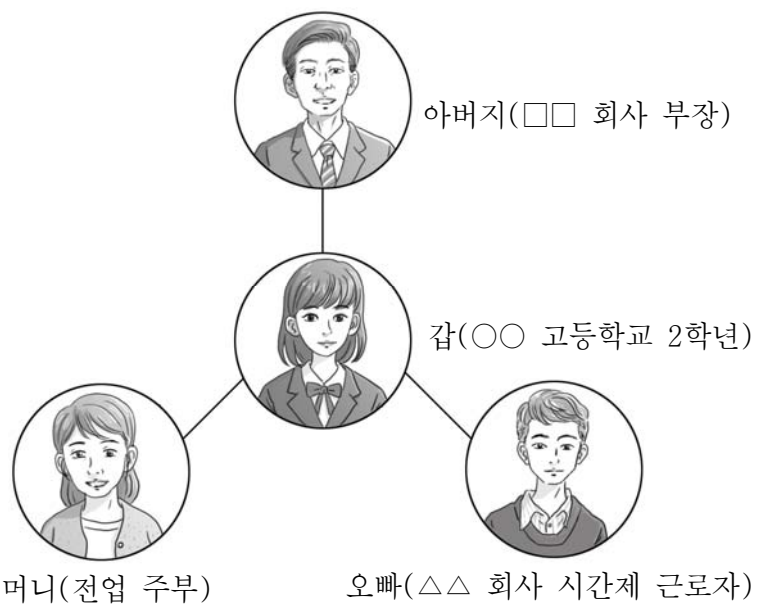 아버지(□□ 회사 부장)
갑(○○ 고등학교 2학년)
머니(전업 주부)
오빠(△△ 회사 시간제 근로자)